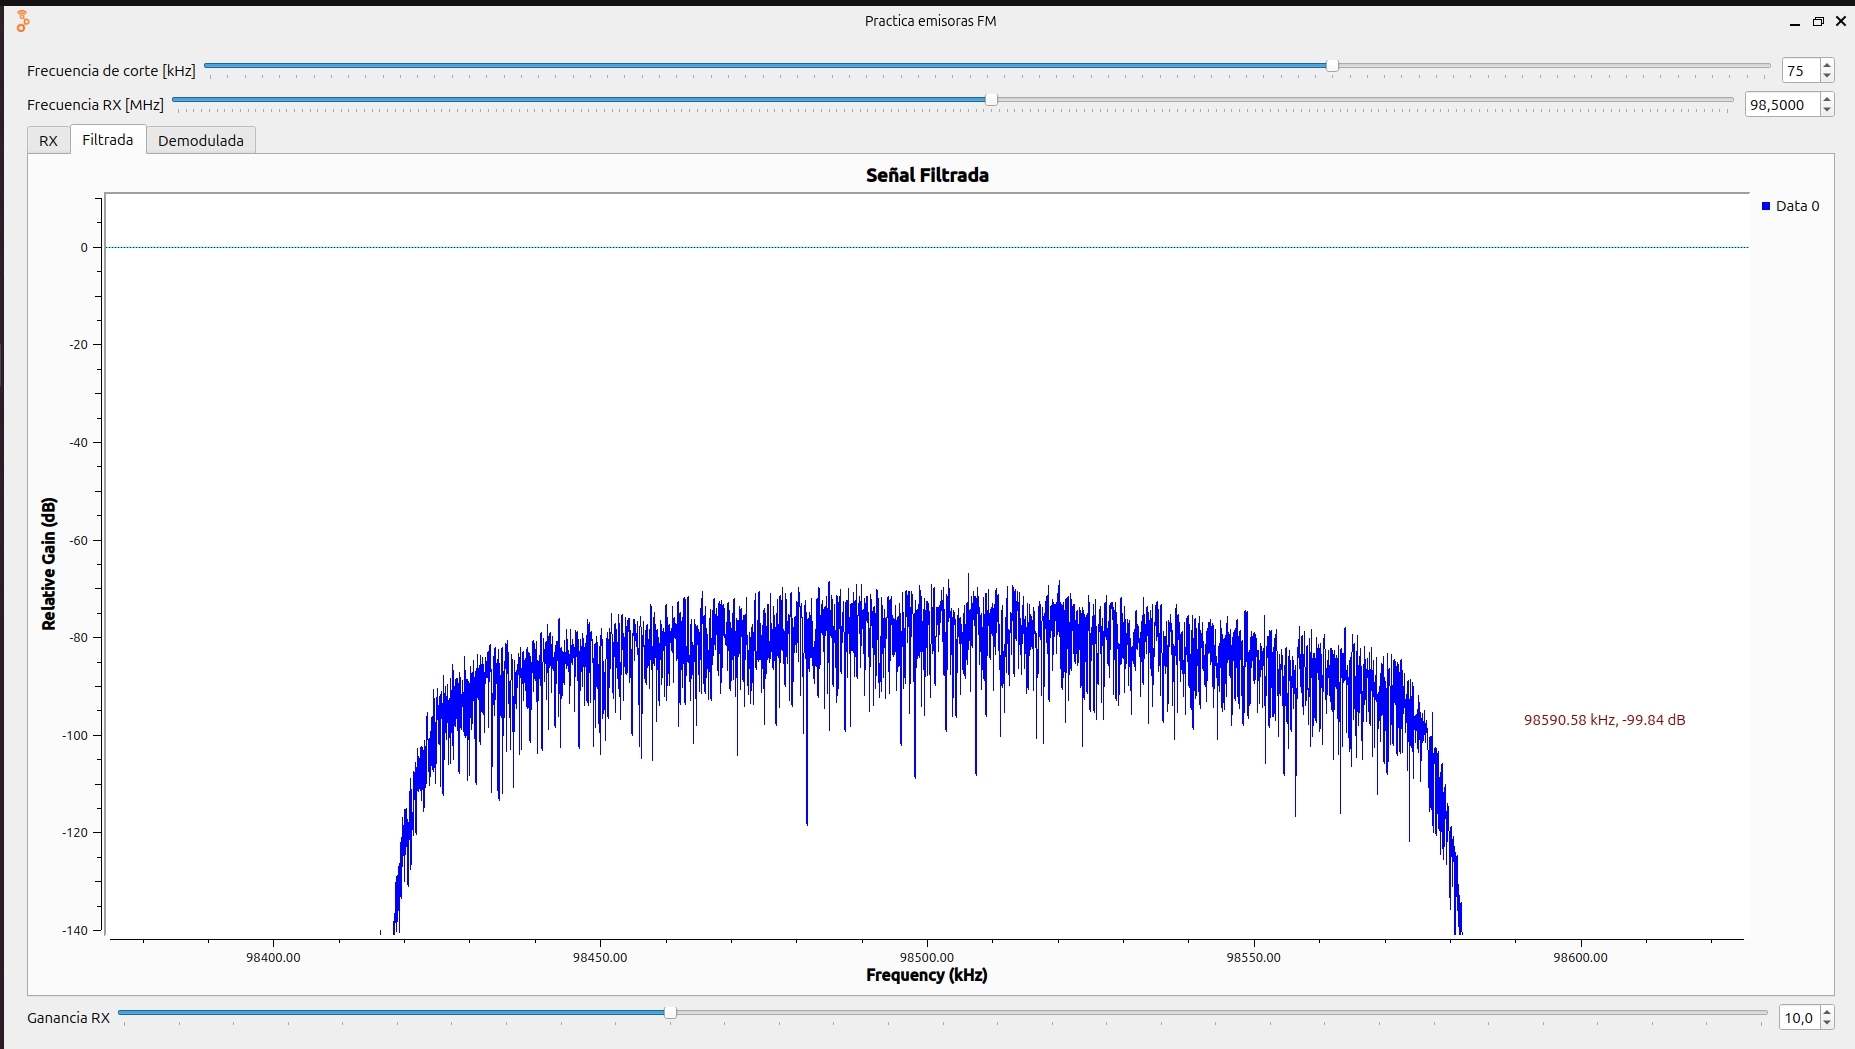 Practica emisoras FM
Frecuencia de corte [kHz] 75
Frecuencia RX [MHz] 98,5000
RX Filtrada Demodulada
Señal Filtrada
Data 0
0
-20
-40
-60
-80
-100
-120
-140
Relative Gain (dB)
98590.58 kHz, -99.84 dB
98400.00 98450.00 98500.00 98550.00 98600.00
Frequency (kHz)
Ganancia RX 10,0